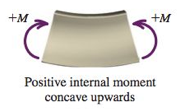 +M +M
Positive internal moment
concave upwards